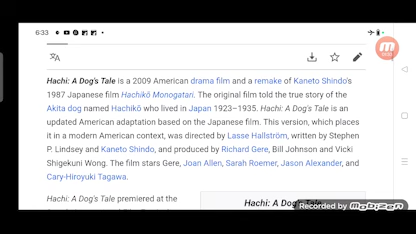 6:33
Hachi: A Dog's Tale is a 2009 American drama film and a remake of Kaneto Shindo's
1987 Japanese film Hachikō Monogatari. The original film told the true story of the
Akita dog named Hachikō who lived in Japan 1923–1935. Hachi: A Dog's Tale is an
updated American adaptation based on the Japanese film. This version, which places
it in a modern American context, was directed by Lasse Hallström, written by Stephen
P. Lindsey and Kaneto Shindo, and produced by Richard Gere, Bill Johnson and Vicki
Shigekuni Wong. The film stars Gere, Joan Allen, Sarah Roemer, Jason Alexander, and
Cary-Hiroyuki Tagawa.
Hachi: A Dog's Tale premiered at the
Hachi: A Dog's Tale
Recorded by MOBIZEN